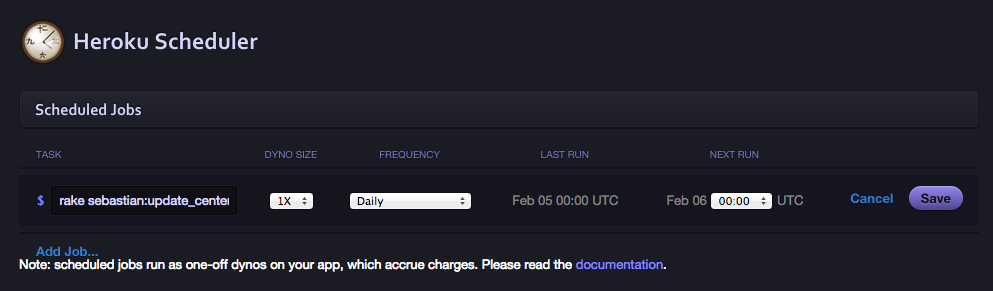 Heroku Scheduler
Scheduled Jobs
TASK DYNO SIZE FREQUENCY LAST RUN NEXT RUN
$ rake sebastian:update_center 1X Daily Feb 05 00:00 UTC Feb 06 00:00 UTC Cancel Save
Add Job...
Note: scheduled jobs run as one-off dynos on your app, which accrue charges. Please read the documentation.